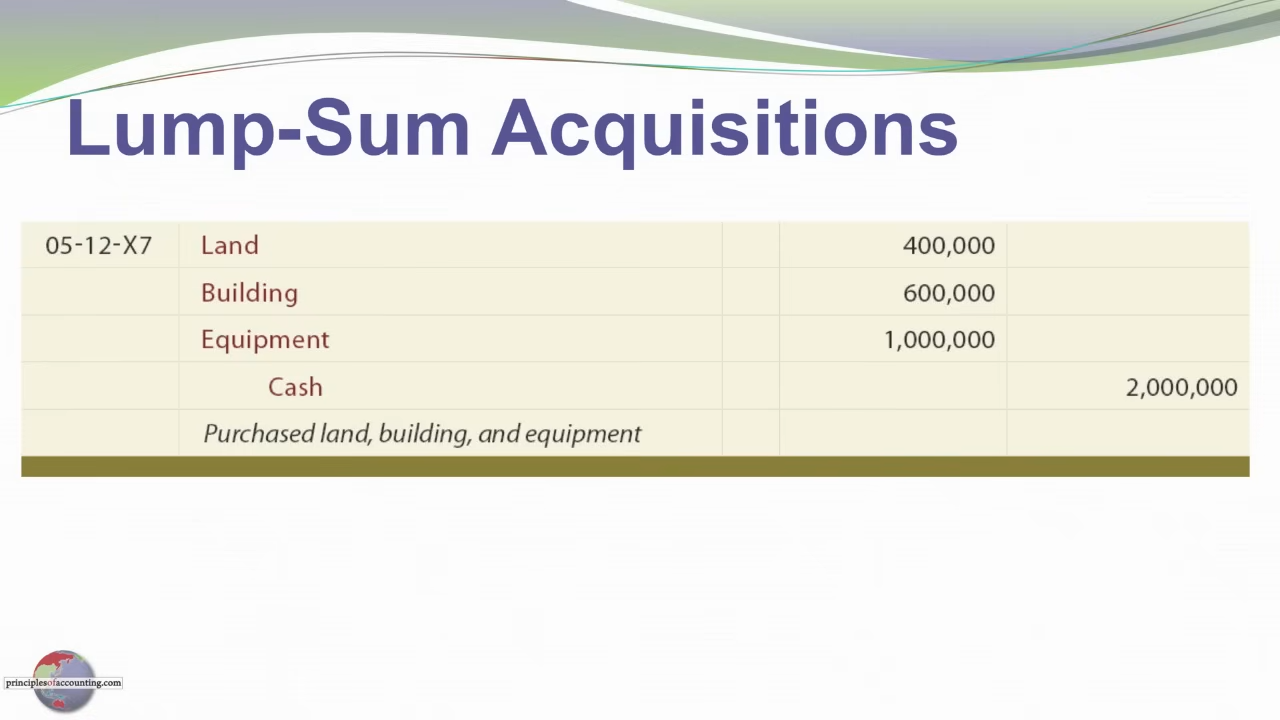 Lump-Sum Acquisitions
05-12-X7 Land 400,000
Building 600,000
Equipment 1,000,000
Cash 2,000,000
Purchased land, building, and equipment
principlesofaccounting.com